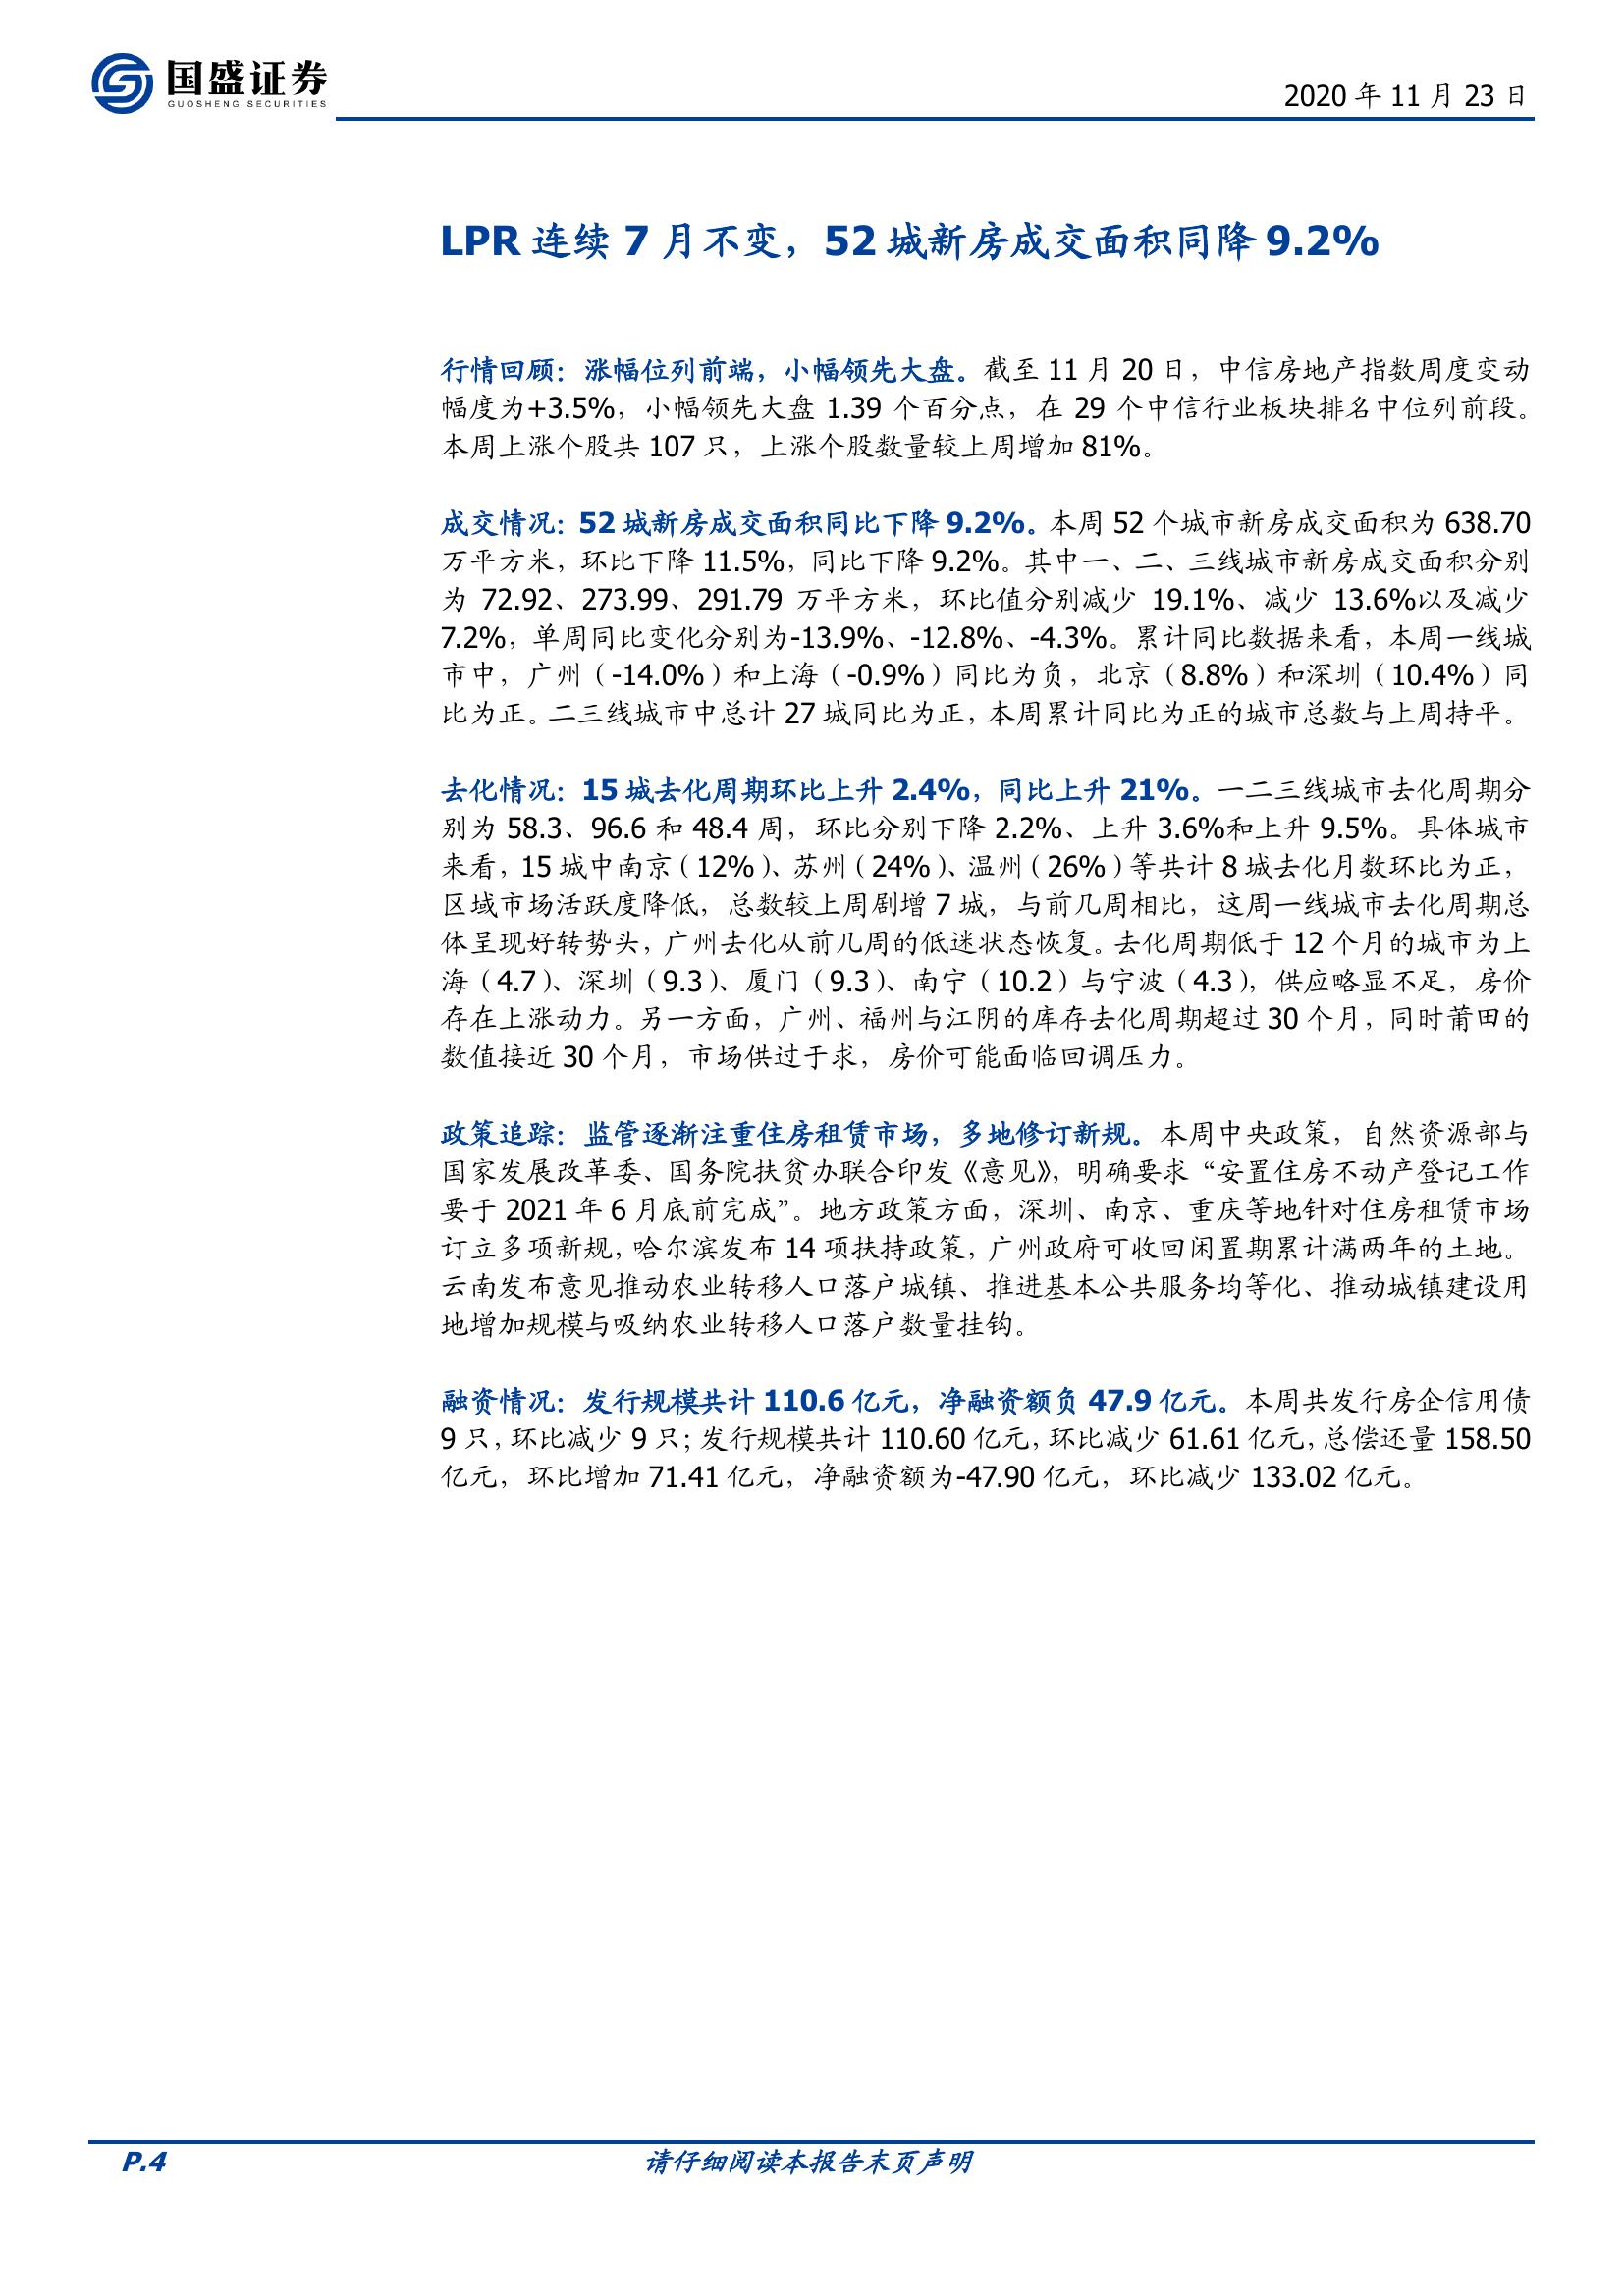 国盛证券
GUOSHENG SECURITIES
2020 年 11 月 23 日
LPR 连续 7 月不变，52 城新房成交面积同降 9.2%
行情回顾：涨幅位列前端，小幅领先大盘。截至 11 月 20 日，中信房地产指数周度变动
幅度为+3.5%，小幅领先大盘 1.39 个百分点，在 29 个中信行业板块排名中位列前段。
本周上涨个股共 107 只，上涨个股数量较上周增加 81%。
成交情况：52 城新房成交面积同比下降 9.2%。本周 52 个城市新房成交面积为 638.70
万平方米，环比下降 11.5%，同比下降 9.2%。其中一、二、三线城市新房成交面积分别
为 72.92、273.99、291.79 万平方米，环比值分别减少 19.1%、减少 13.6%以及减少
7.2%，单周同比变化分别为-13.9%、-12.8%、-4.3%。累计同比数据来看，本周一线城
市中，广州（-14.0%）和上海（-0.9%）同比为负，北京（8.8%）和深圳（10.4%）同
比为正。二三线城市中总计 27 城同比为正，本周累计同比为正的城市总数与上周持平。
去化情况：15 城去化周期环比上升 2.4%，同比上升 21%。一二三线城市去化周期分
别为 58.3、96.6 和 48.4 周，环比分别下降 2.2%、上升 3.6%和上升 9.5%。具体城市
来看，15 城中南京（12%）、苏州（24%）、温州（26%）等共计 8 城去化月数环比为正，
区域市场活跃度降低，总数较上周剧增 7 城，与前几周相比，这周一线城市去化周期总
体呈现好转势头，广州去化从前几周的低迷状态恢复。去化周期低于 12 个月的城市为上
海（4.7）、深圳（9.3）、厦门（9.3）、南宁（10.2）与宁波（4.3），供应略显不足，房价
存在上涨动力。另一方面，广州、福州与江阴的库存去化周期超过 30 个月，同时莆田的
数值接近 30 个月，市场供过于求，房价可能面临回调压力。
政策追踪：监管逐渐注重住房租赁市场，多地修订新规。本周中央政策，自然资源部与
国家发展改革委、国务院扶贫办联合印发《意见》，明确要求“安置住房不动产登记工作
要于 2021 年 6 月底前完成”。地方政策方面，深圳、南京、重庆等地针对住房租赁市场
订立多项新规，哈尔滨发布 14 项扶持政策，广州政府可收回闲置期累计满两年的土地。
云南发布意见推动农业转移人口落户城镇、推进基本公共服务均等化、推动城镇建设用
地增加规模与吸纳农业转移人口落户数量挂钩。
融资情况：发行规模共计 110.6 亿元，净融资额负 47.9 亿元。本周共发行房企信用债
9 只，环比减少 9 只；发行规模共计 110.60 亿元，环比减少 61.61 亿元，总偿还量 158.50
亿元，环比增加 71.41 亿元，净融资额为-47.90 亿元，环比减少 133.02 亿元。
P.4
请仔细阅读本报告末页声明